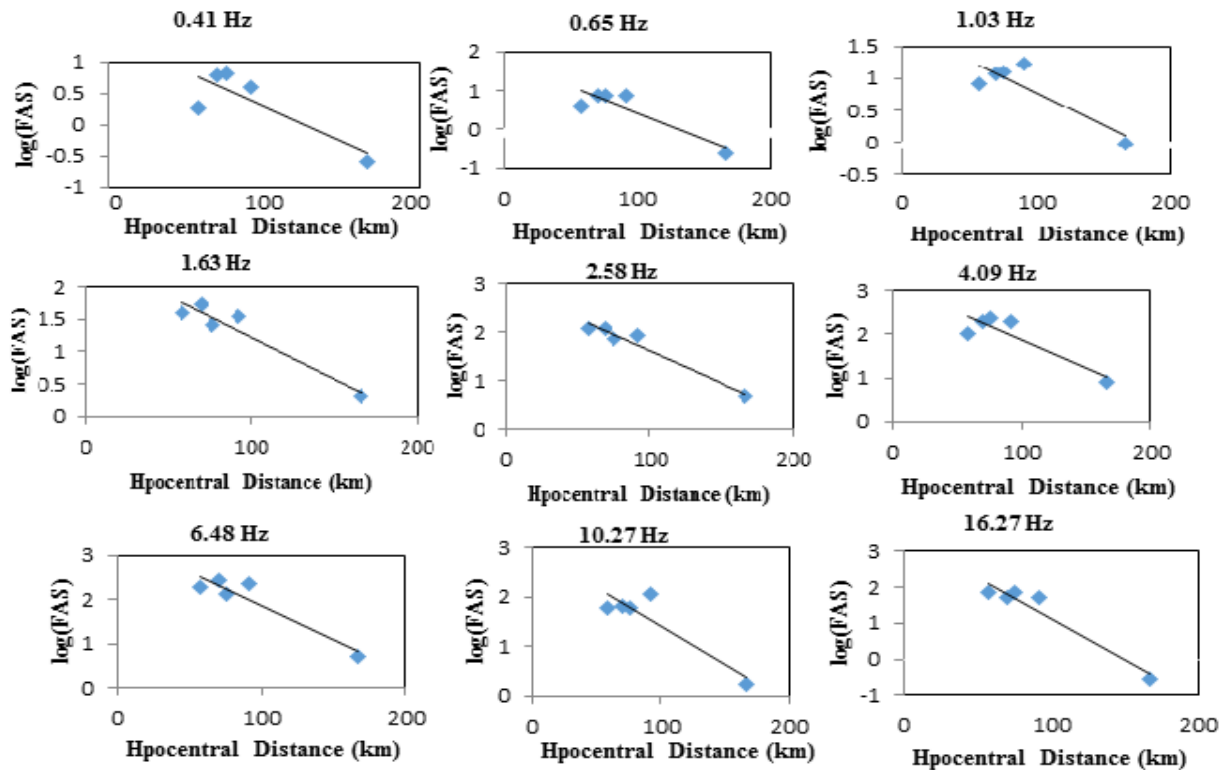 0.41 Hz
log(FAS)
1
0.5
0
-0.5
-1
0
100
200
Hpocentral Distance (km)
0.65 Hz
log(FAS)
2
1
0
-1
0
100
200
Hpocentral Distance (km)
1.03 Hz
log(FAS)
1.5
1
0.5
0
-0.5
0
100
200
Hpocentral Distance (km)
1.63 Hz
log(FAS)
2
1.5
1
0.5
0
0
100
200
Hpocentral Distance (km)
2.58 Hz
log(FAS)
3
2
1
0
0
100
200
Hpocentral Distance (km)
4.09 Hz
log(FAS)
3
2
1
0
0
100
200
Hpocentral Distance (km)
6.48 Hz
log(FAS)
3
2
1
0
0
100
200
Hpocentral Distance (km)
10.27 Hz
log(FAS)
3
2
1
0
0
100
200
Hpocentral Distance (km)
16.27 Hz
log(FAS)
3
2
1
0
-1
0
100
200
Hpocentral Distance (km)